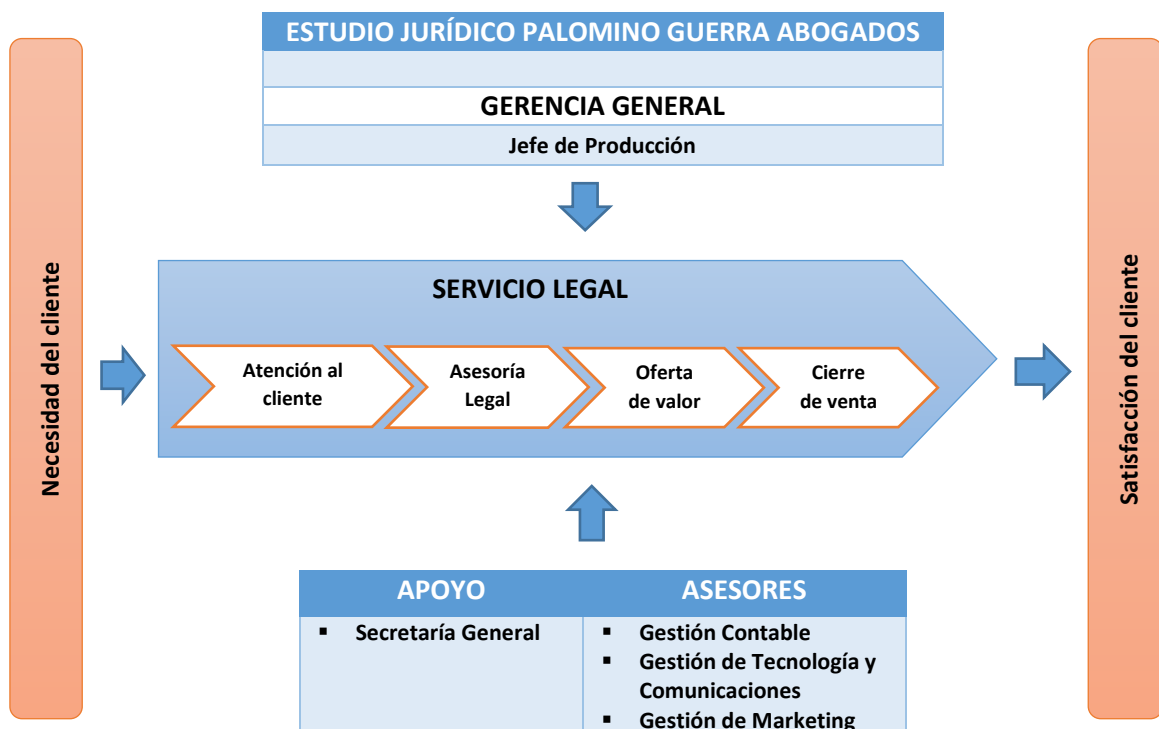 ESTUDIO JURÍDICO PALOMINO GUERRA ABOGADOS
GERENCIA GENERAL
Jefe de Producción
Necesidad del cliente
SERVICIO LEGAL
Atención al
cliente
Asesoría
Legal
Oferta
de valor
Cierre
de venta
Satisfacción del cliente
APOYO
▪ Secretaría General
ASESORES
▪ Gestión Contable
▪ Gestión de Tecnología y
Comunicaciones
▪ Gestión de Marketing